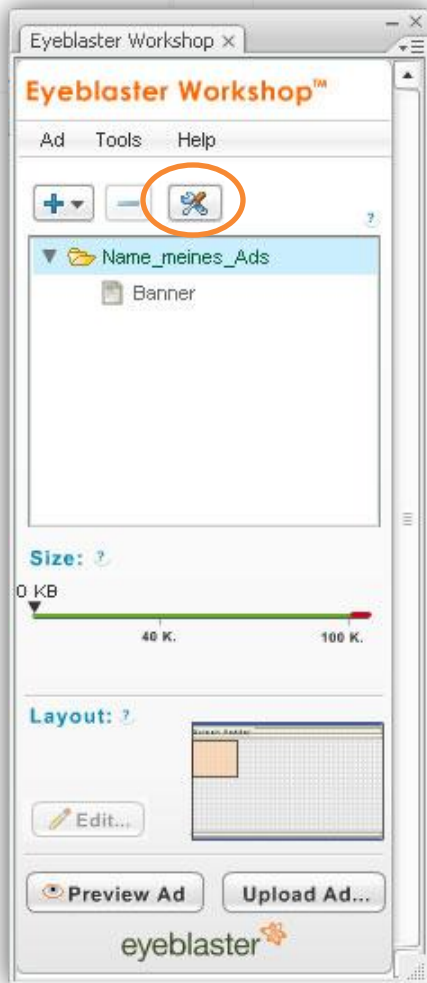 Eyeblaster Workshop ×
Eyeblaster Workshop™
Ad Tools Help
?
Name_meines_Ads
Banner
Size: ?
0 KB
40 K. 100 K.
Layout: ?
Edit...
Preview Ad Upload Ad...
eyeblaster